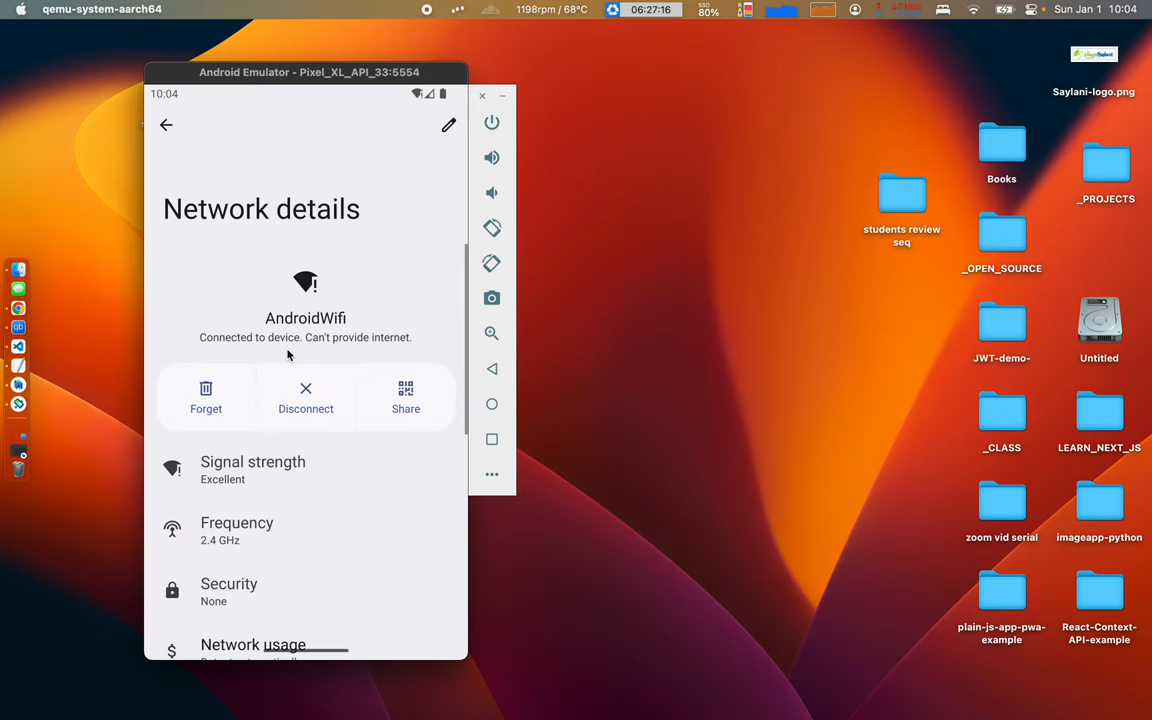 qemu-system-aarch64
1198rpm / 68°C
06:27:16
SSD
80%
Sun Jan 1 10:04
Android Emulator - Pixel_XL_API_33:5554
10:04
Network details
AndroidWifi
Connected to device. Can't provide internet.
Forget
Disconnect
Share
Signal strength
Excellent
Frequency
2.4 GHz
Security
None
Network usage
Saylani-logo.png
Books
_PROJECTS
students review
seq
_OPEN_SOURCE
JWT-demo-
Untitled
_CLASS
LEARN_NEXT_JS
zoom vid serial
imageapp-python
plain-js-app-pwa-
example
React-Context-
API-example